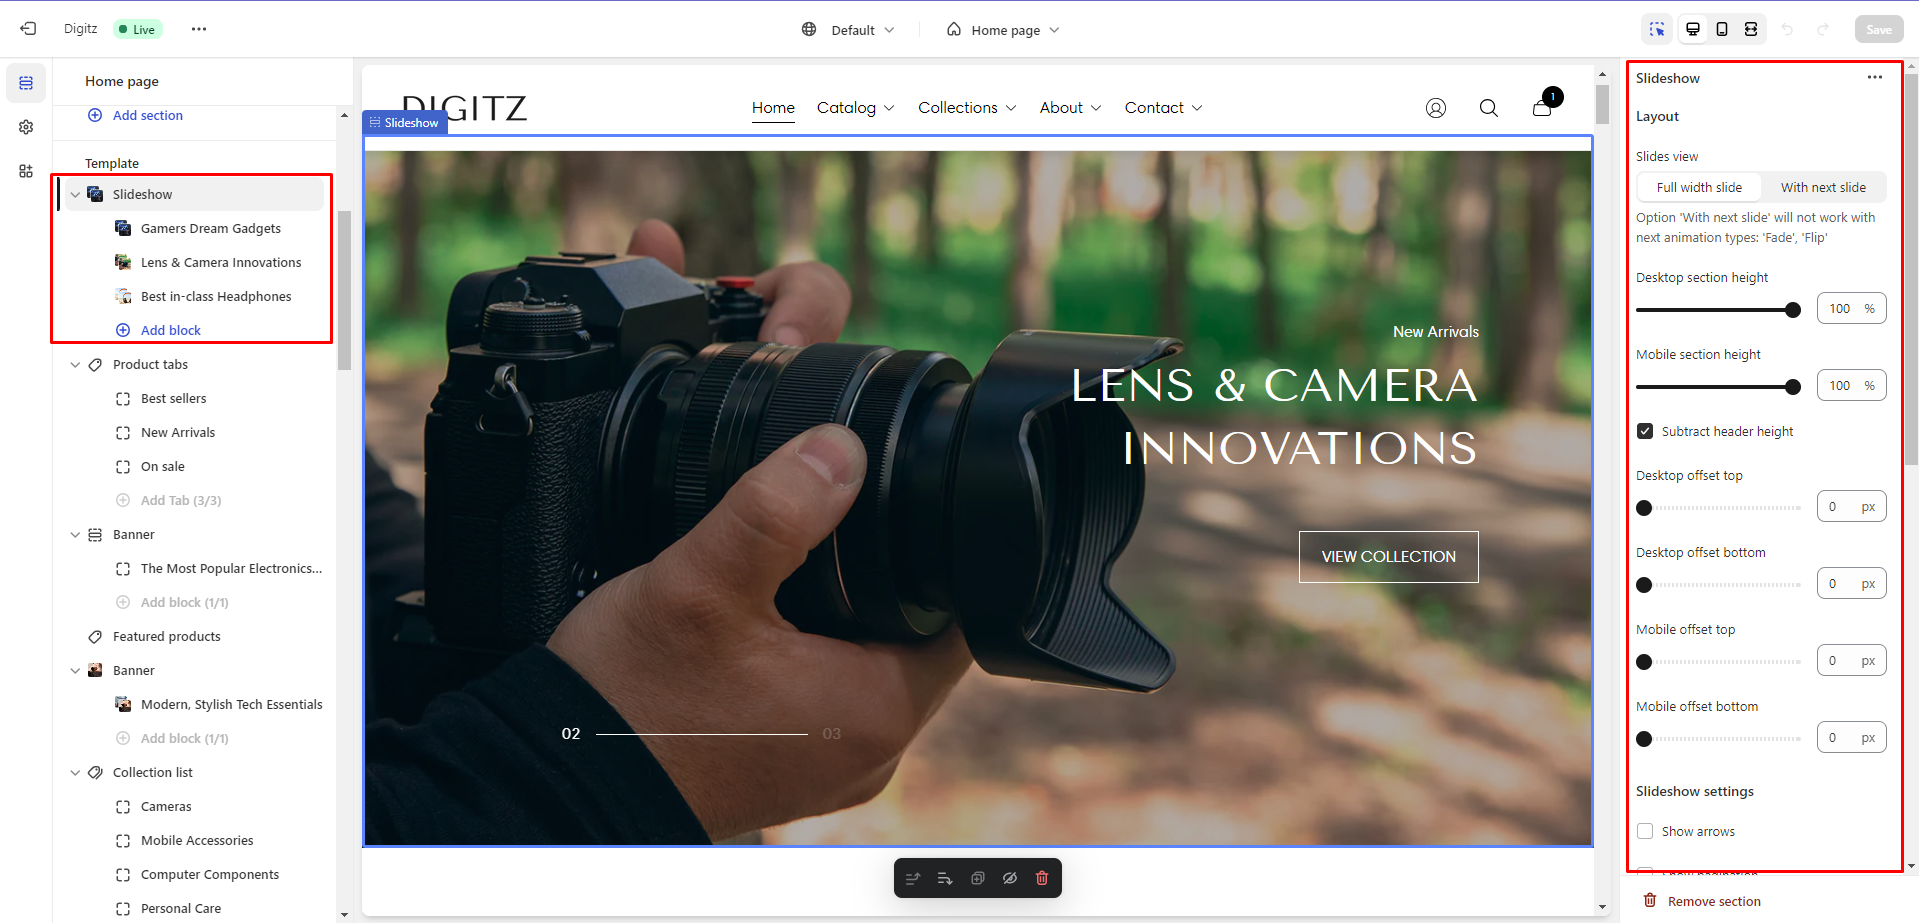 Digitz
Live
Default
Home page
Save
Home page
Add section
Template
Slideshow
Gamers Dream Gadgets
Lens & Camera Innovations
Best in-class Headphones
Add block
Product tabs
Best sellers
New Arrivals
On sale
Add Tab (3/3)
Banner
The Most Popular Electronics...
Add block (1/1)
Featured products
Banner
Modern, Stylish Tech Essentials
Add block (1/1)
Collection list
Cameras
Mobile Accessories
Computer Components
Personal Care
DIGITZ
Slideshow
Home
Catalog
Collections
About
Contact
1
New Arrivals
LENS & CAMERA
INNOVATIONS
VIEW COLLECTION
02
03
Slideshow
Layout
Slides view
Full width slide
With next slide
Option 'With next slide' will not work with
next animation types: 'Fade', 'Flip'
Desktop section height
100 %
Mobile section height
100 %
Subtract header height
Desktop offset top
0 px
Desktop offset bottom
0 px
Mobile offset top
0 px
Mobile offset bottom
0 px
Slideshow settings
Show arrows
Show pagination
Remove section